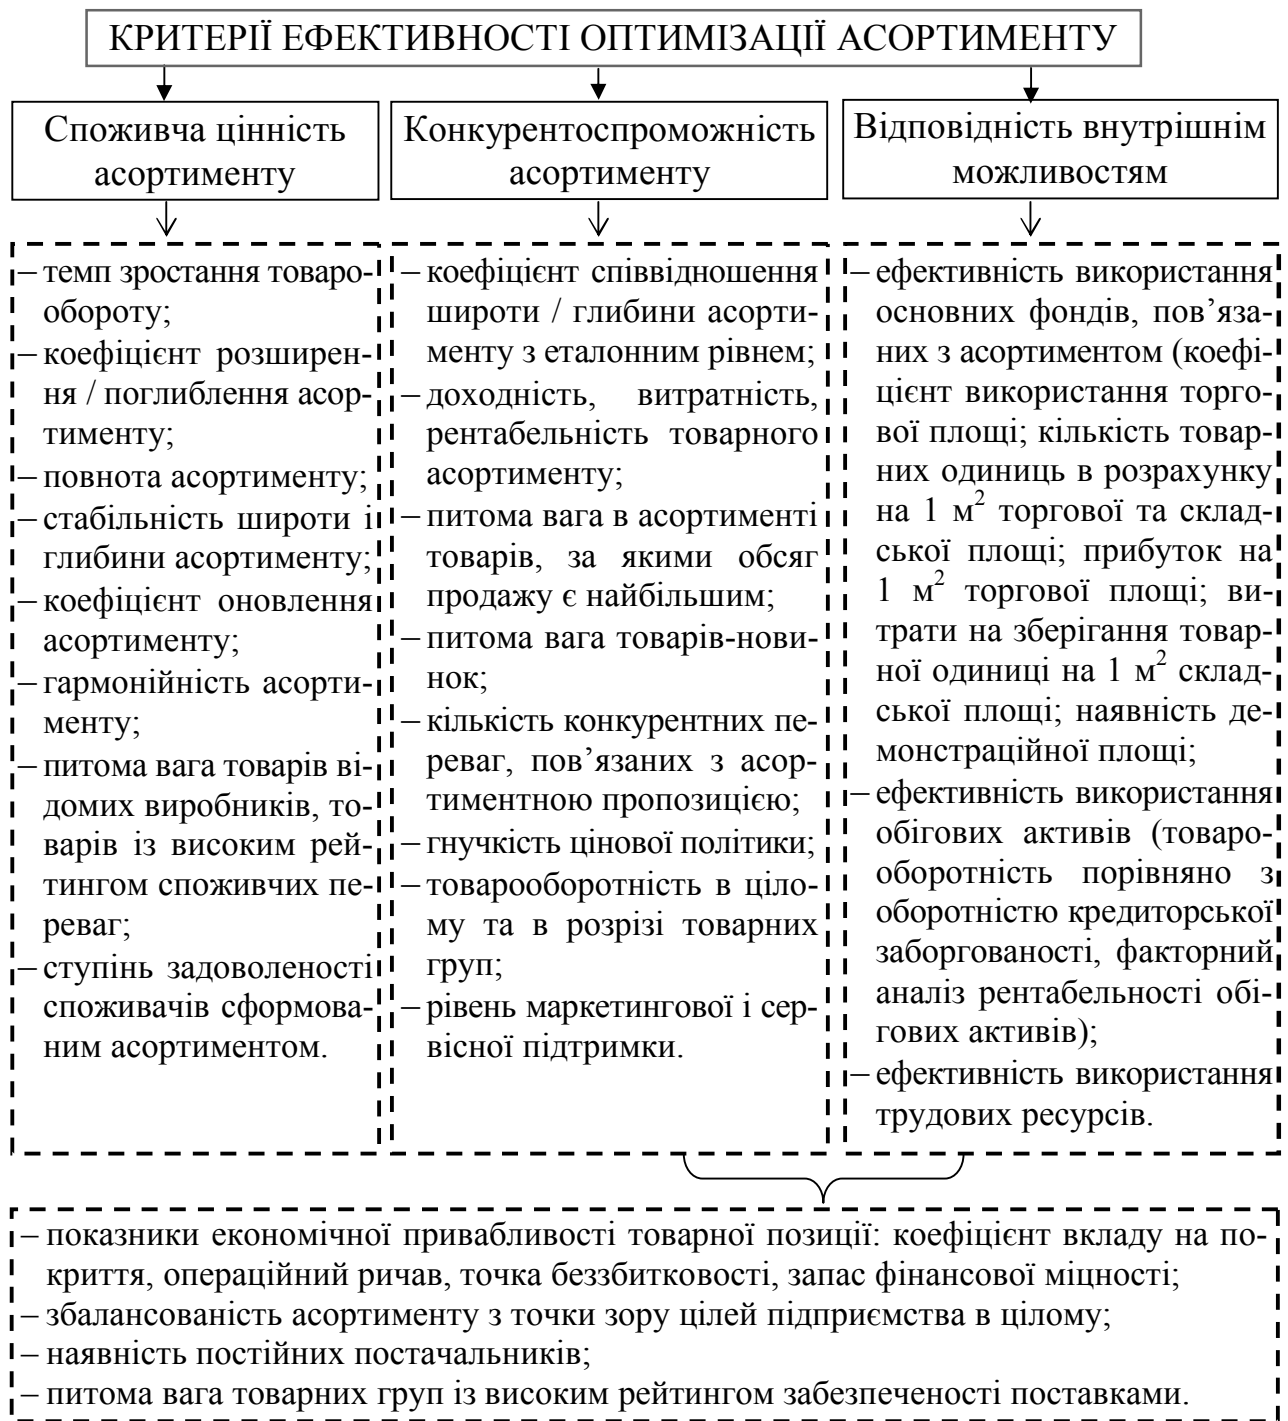 КРИТЕРІЇ ЕФЕКТИВНОСТІ ОПТИМІЗАЦІЇ АСОРТИМЕНТУ
Споживча цінність
асортименту
– темп зростання товаро-
обороту;
– коефіцієнт розширен-
ня / поглиблення асор-
тименту;
– повнота асортименту;
– стабільність широти і
глибини асортименту;
– коефіцієнт оновлення
асортименту;
– гармонійність асорти-
менту;
– питома вага товарів ві-
домих виробників, то-
варів із високим рей-
тингом споживчих пе-
реваг;
– ступінь задоволеності
споживачів сформова-
ним асортиментом.
Конкурентоспроможність
асортименту
– коефіцієнт співвідношення
широти / глибини асорти-
менту з еталонним рівнем;
– доходність, витратність,
рентабельність товарного
асортименту;
– питома вага в асортименті
товарів, за якими обсяг
продажу є найбільшим;
– питома вага товарів-нови-
нок;
– кількість конкурентних пе-
реваг, пов’язаних з асор-
тиментною пропозицією;
– гнучкість цінової політики;
– товарооборотність в ціло-
му та в розрізі товарних
груп;
– рівень маркетингової і сер-
вісної підтримки.
Відповідність внутрішнім
можливостям
– ефективність використання
основних фондів, пов’яза-
них з асортиментом (коефі-
цієнт використання торго-
вої площі; кількість товар-
них одиниць в розрахунку
на 1 м² торгової та склад-
ської площі; прибуток на
1 м² торгової площі; ви-
трати на зберігання товар-
ної одиниці на 1 м² склад-
ської площі; наявність де-
монстраційної площі;
– ефективність використання
обігових активів (товаро-
оборотність порівняно з
оборотністю кредиторської
заборгованості, факторний
аналіз рентабельності обі-
гових активів);
– ефективність використання
трудових ресурсів.
– показники економічної привабливості товарної позиції: коефіцієнт вкладу на по-
криття, операційний ричав, точка беззбитковості, запас фінансової міцності;
– збалансованість асортименту з точки зору цілей підприємства в цілому;
– наявність постійних постачальників;
– питома вага товарних груп із високим рейтингом забезпеченості поставками.